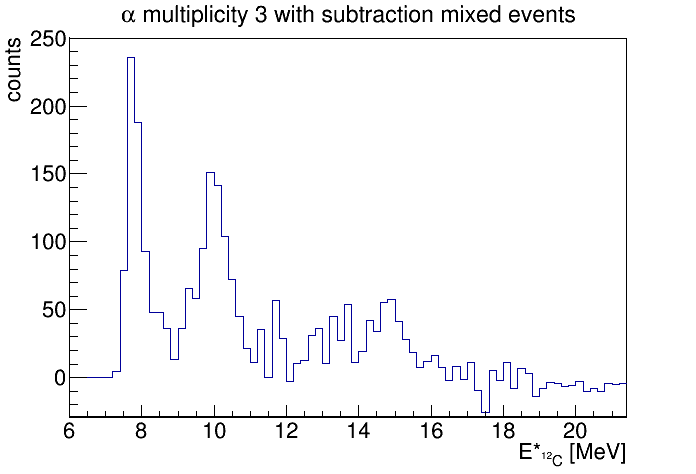 α multiplicity 3 with subtraction mixed events
counts
250
200
150
100
50
0
6 8 10 12 14 16 18 20
E*¹²C [MeV]